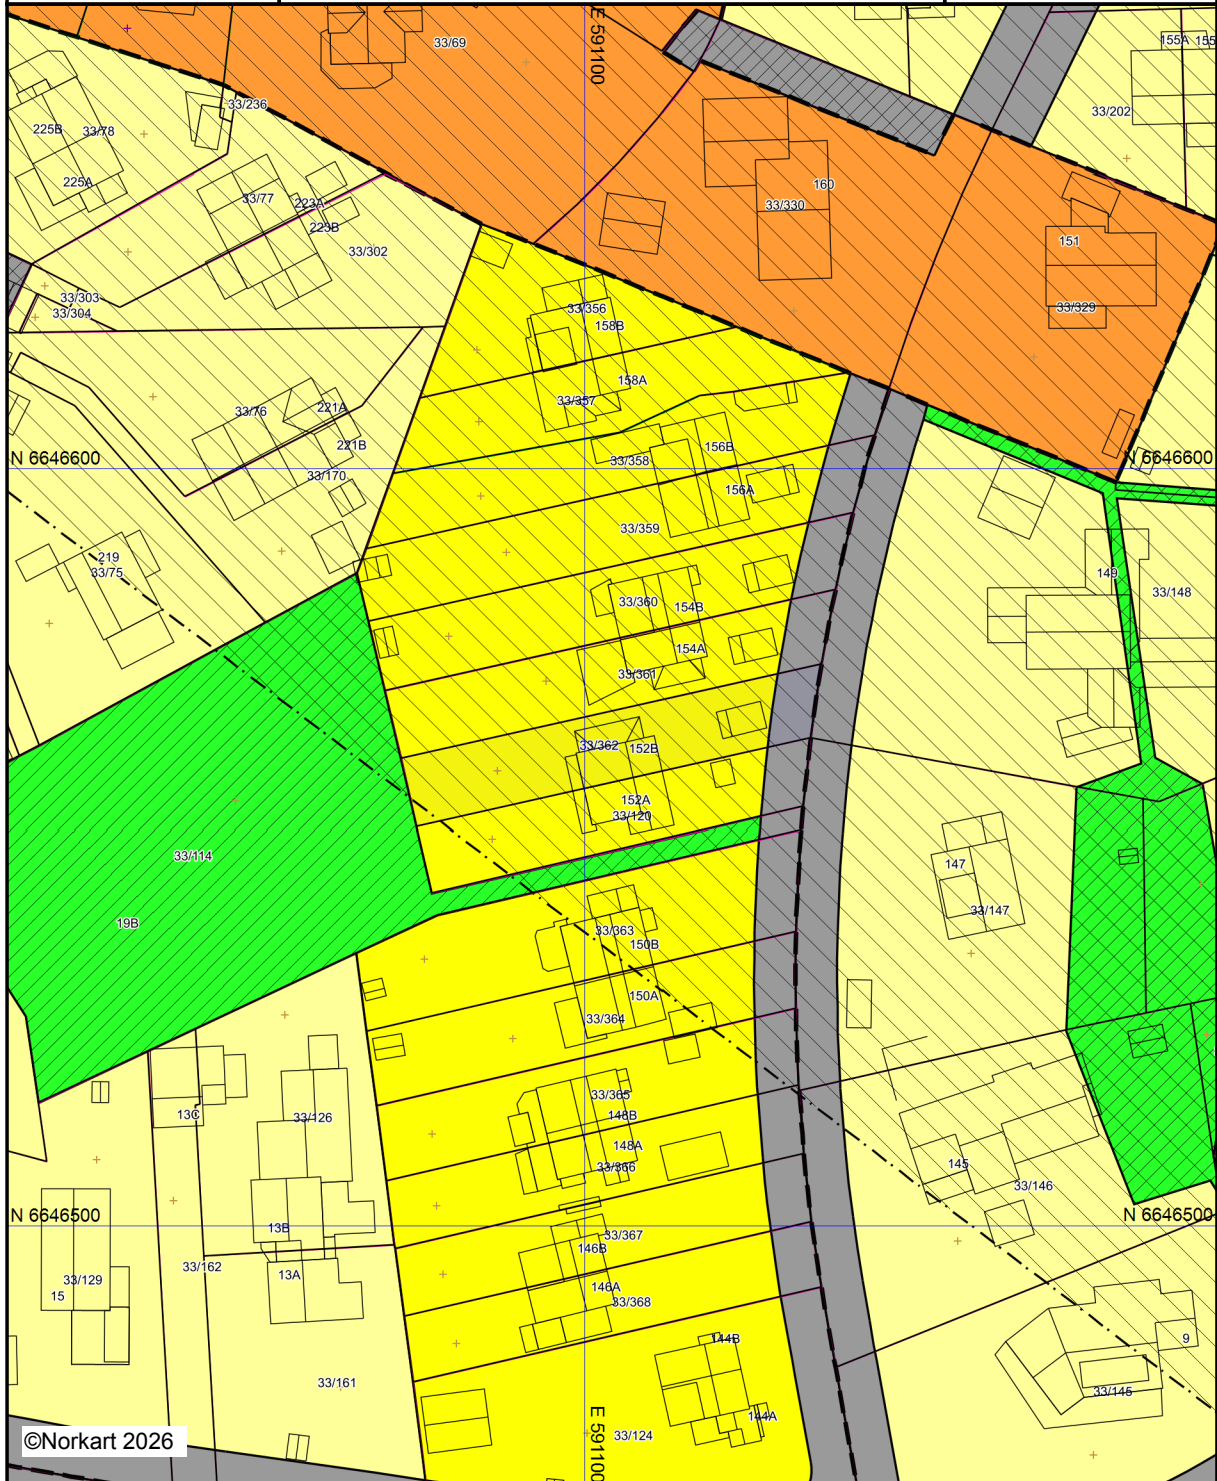 33/69
E 591100
155A
155
33/236
33/202
225B
33/78
225A
33/77
223A
223B
33/302
160
33/330
151
33/329
33/303
33/304
33/356
158B
158A
33/357
33/76
221A
221B
33/170
156B
33/358
156A
N 6646600
N 6646600
33/359
219
33/75
149
33/148
33/360
154B
154A
33/361
33/362
152B
152A
33/120
33/114
19B
147
33/147
33/363
150B
150A
33/364
33/365
148B
148A
33/366
13C
33/126
145
33/146
N 6646500
N 6646500
13B
33/367
146B
33/162
13A
33/129
15
146A
33/368
144B
9
33/161
33/145
144A
33/124
E 591100
©Norkart 2026